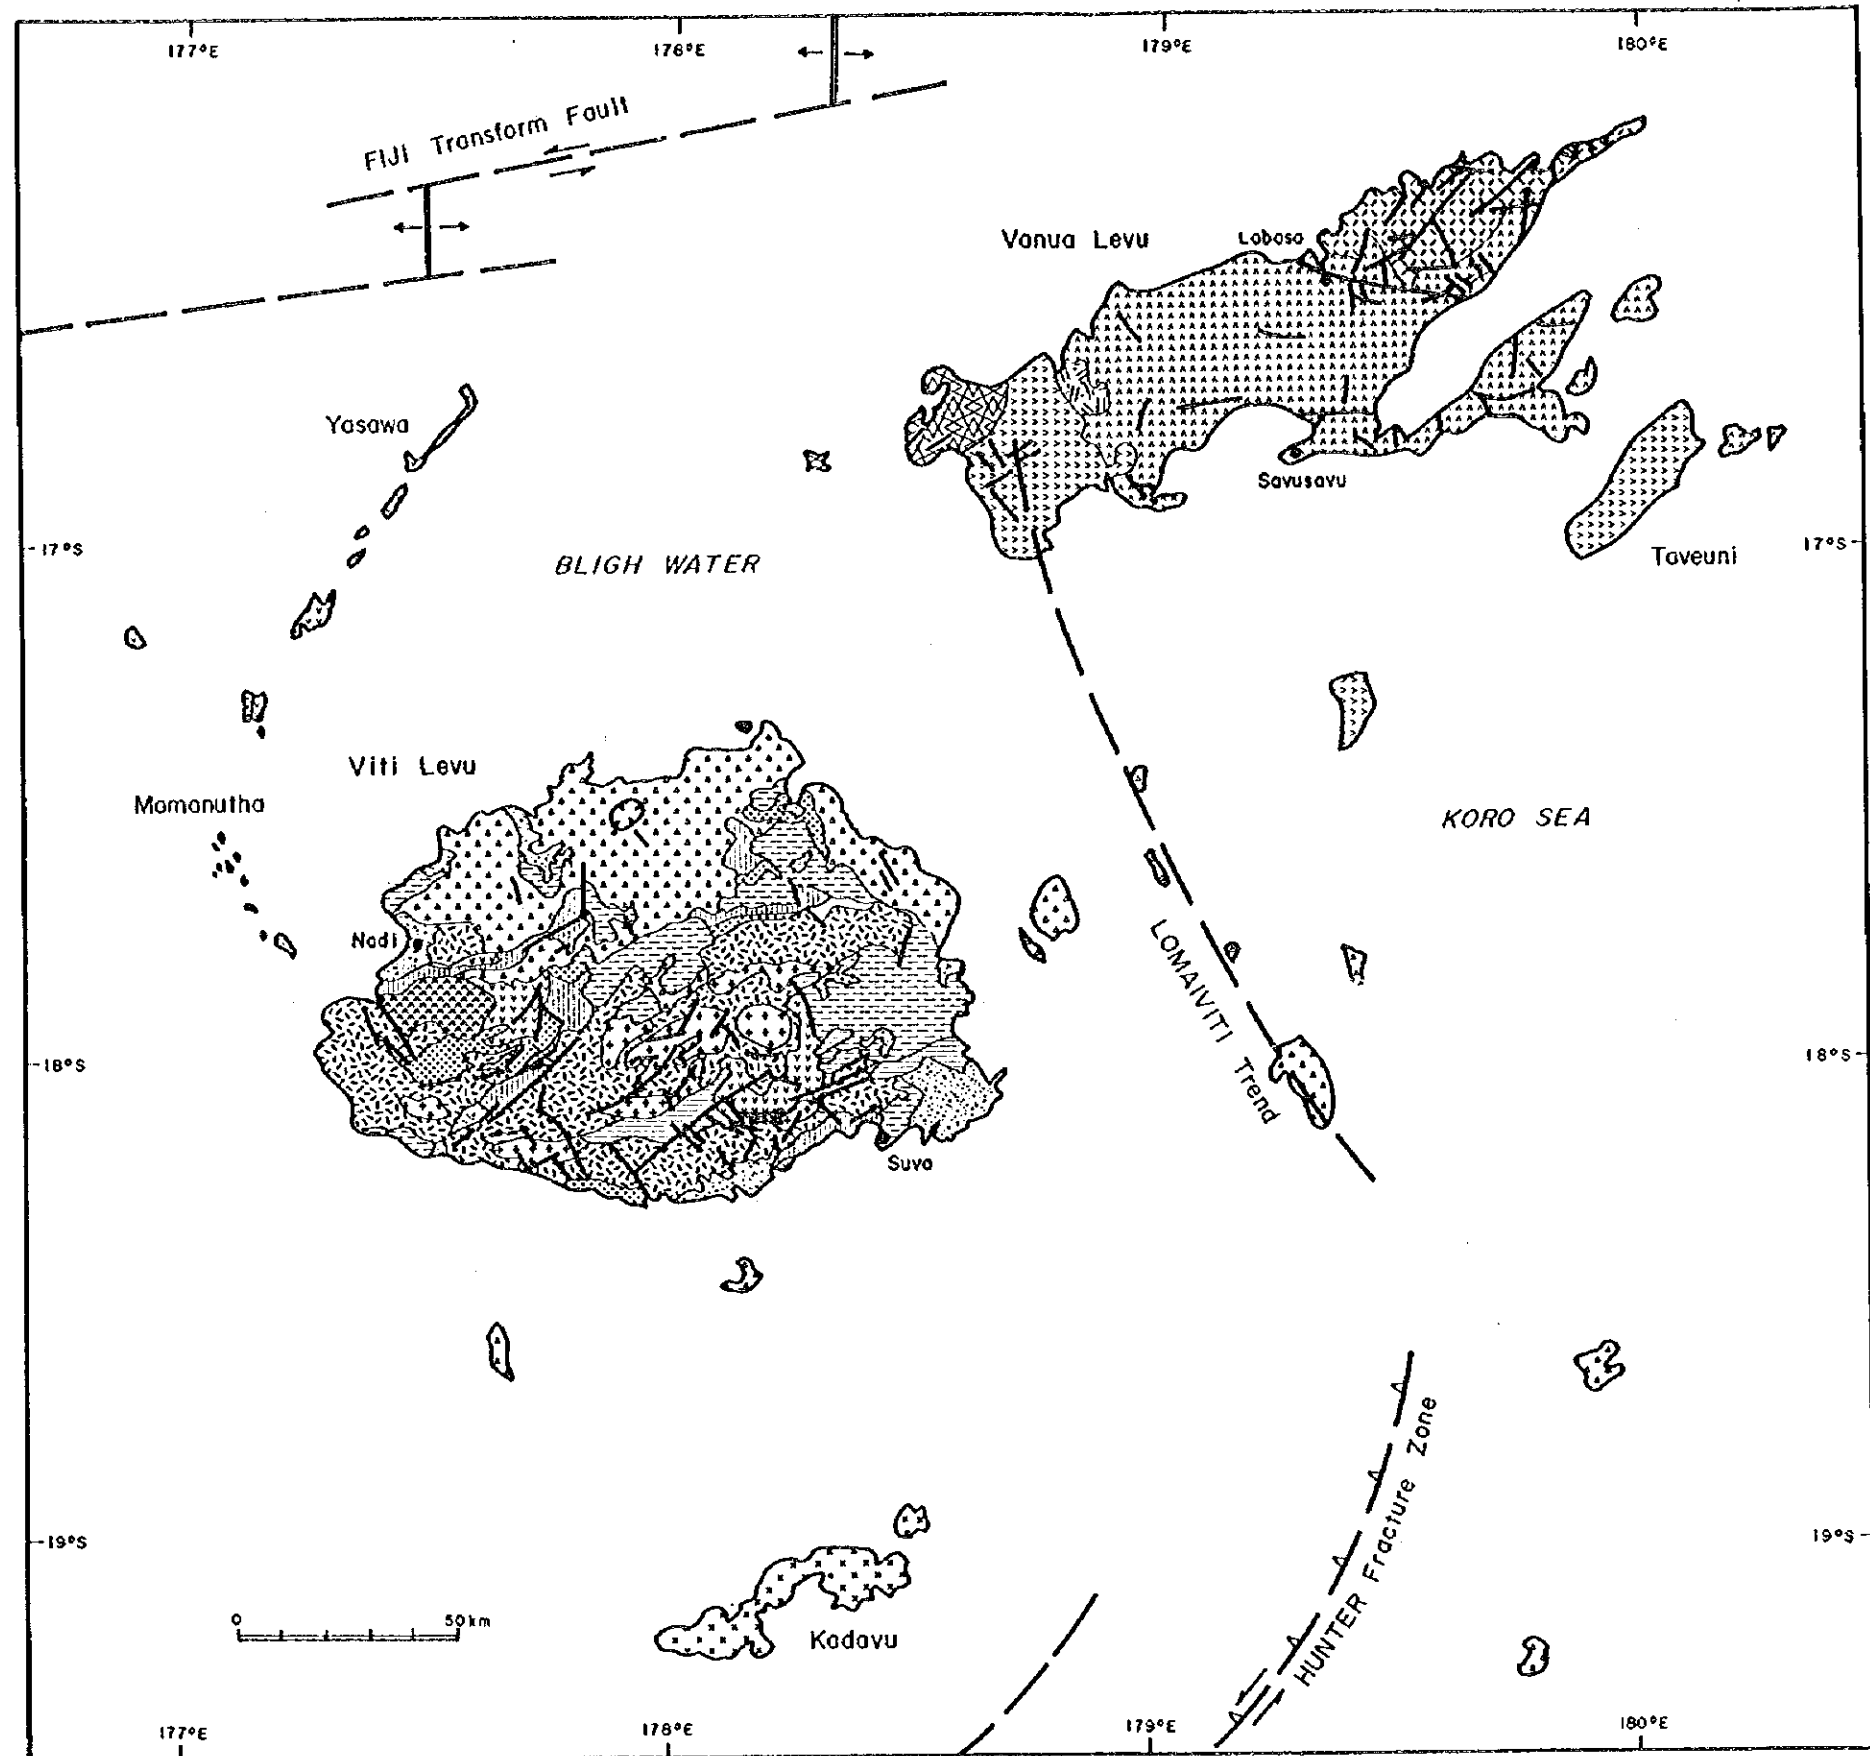 177°E
178°E
179°E
180°E
FIJI Transform Fault
Vanua Levu
Labasa
Yasawa
Savusavu
17°S
17°S
BLIGH WATER
Taveuni
Viti Levu
Mamanutha
KORO SEA
Nadi
LOMAIVITI Trend
18°S
18°S
Suva
HUNTER Fracture Zone
19°S
19°S
0 50km
Kadavu
177°E
178°E
179°E
180°E